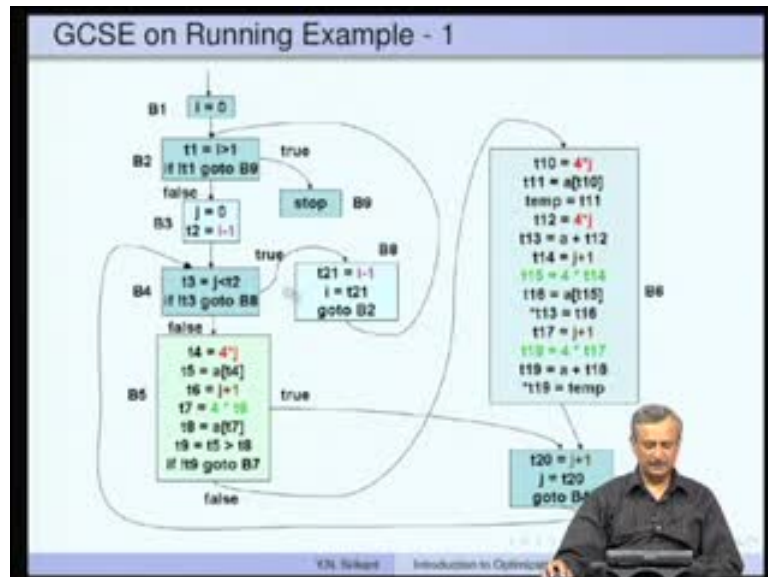 GCSE on Running Example - 1
B1
i = 0
B2
t1 = i>1
if !t1 goto B9
true
false
stop
B9
B3
j = 0
t2 = i-1
B8
true
t21 = i-1
i = t21
goto B2
B4
t3 = j<t2
if !t3 goto B8
false
B5
t4 = 4*j
t5 = a[t4]
t6 = j+1
t7 = 4 * t6
t8 = a[t7]
t9 = t5 > t8
if !t9 goto B7
true
false
t10 = 4*j
t11 = a[t10]
temp = t11
t12 = 4*j
t13 = a + t12
t14 = j+1
t15 = 4 * t14
t16 = a[t15]
*t13 = t16
t17 = j+1
t18 = 4 * t17
t19 = a + t18
*t19 = temp
B6
t20 = j+1
j = t20
goto
Y.N. Srikant
Introduction to